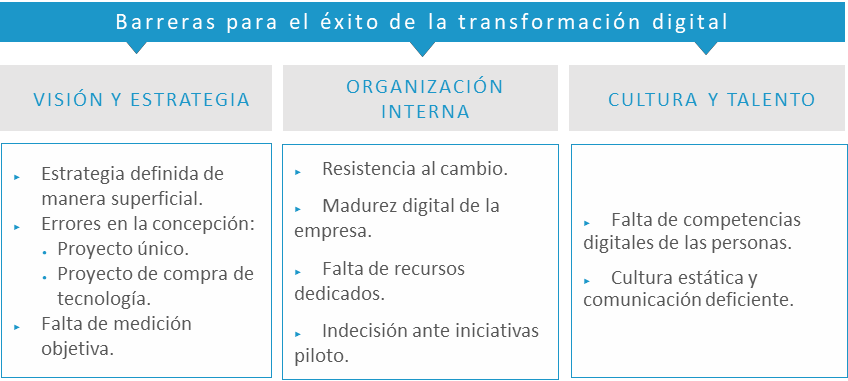 Barreras para el éxito de la transformación digital
VISIÓN Y ESTRATEGIA
Estrategia definida de
manera superficial.
Errores en la concepción:
Proyecto único.
Proyecto de compra de
tecnología.
Falta de medición
objetiva.
ORGANIZACIÓN
INTERNA
Resistencia al cambio.
Madurez digital de la
empresa.
Falta de recursos
dedicados.
Indecisión ante iniciativas
piloto.
CULTURA Y TALENTO
Falta de competencias
digitales de las personas.
Cultura estática y
comunicación deficiente.